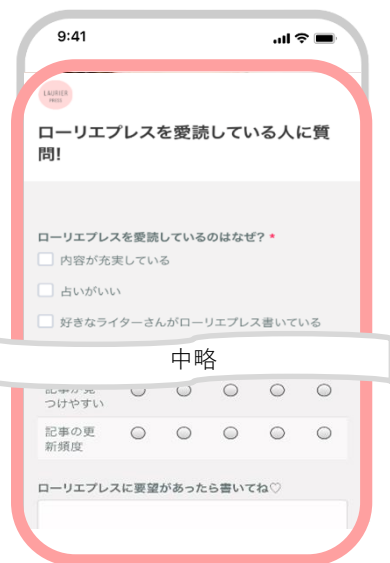 9:41
LAURIER
PRESS
ローリエプレスを愛読している人に質
問!
ローリエプレスを愛読しているのはなぜ? *
内容が充実している
占いがいい
好きなライターさんがローリエプレス書いている
中略
記事が見
つけやすい
記事の更
新頻度
ローリエプレスに要望があったら書いてね♡